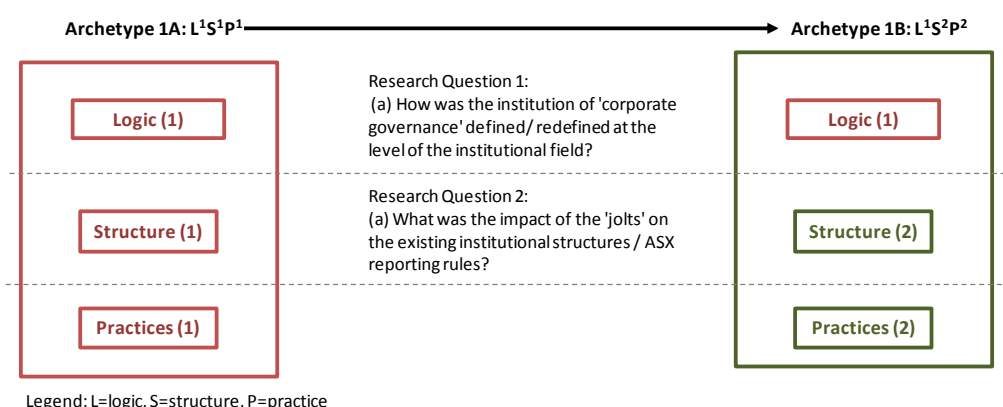 Archetype 1A: L¹S¹P¹
Archetype 1B: L¹S²P²
Logic (1)
Research Question 1:
(a) How was the institution of 'corporate
governance' defined/ redefined at the
level of the institutional field?
Logic (1)
Structure (1)
Research Question 2:
(a) What was the impact of the 'jolts' on
the existing institutional structures / ASX
reporting rules?
Structure (2)
Practices (1)
Practices (2)
Legend: L=logic, S=structure, P=practice